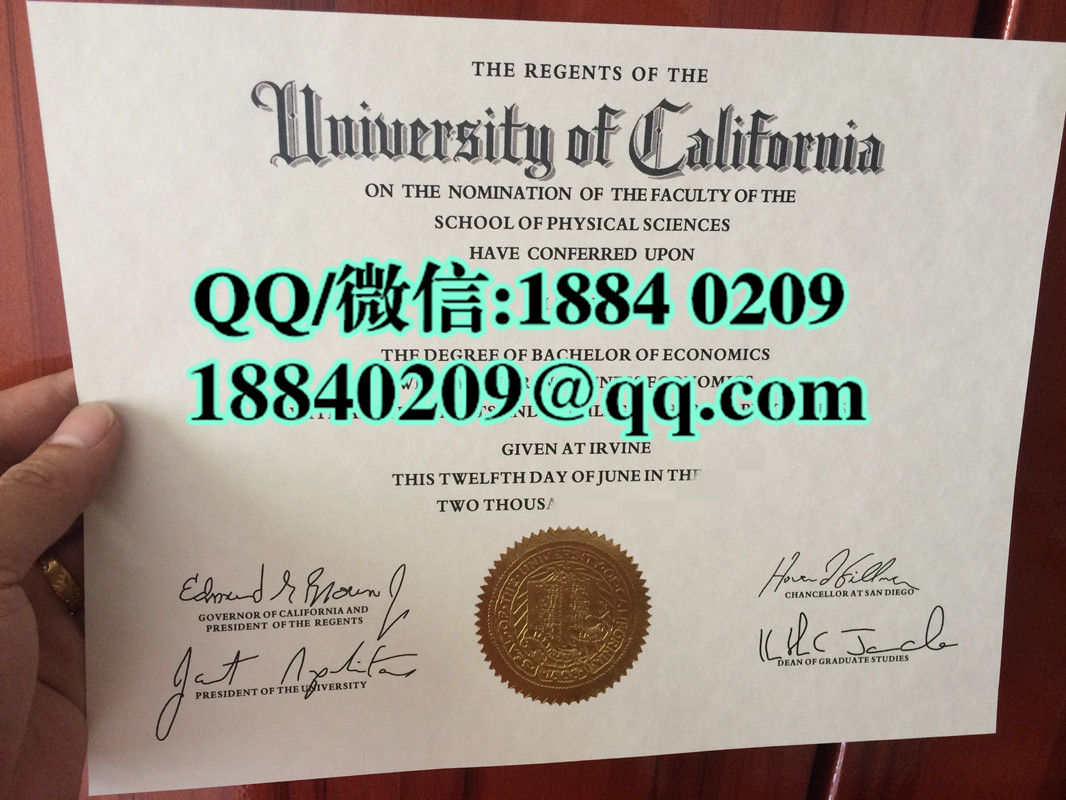 THE REGENTS OF THE
University of California
ON THE NOMINATION OF THE FACULTY OF THE
SCHOOL OF PHYSICAL SCIENCES
HAVE CONFERRED UPON
QQ/微信:1884 0209
THE DEGREE OF BACHELOR OF ECONOMICS
18840209@qq.com
GIVEN AT IRVINE
THIS TWELFTH DAY OF JUNE IN THE
TWO
GOVERNOR OF CALIFORNIA AND
PRESIDENT OF THE REGENTS
CHANCELLOR AT SAN DIEGO
PRESIDENT OF THE UNIVERSITY
DEAN OF GRADUATE STUDIES